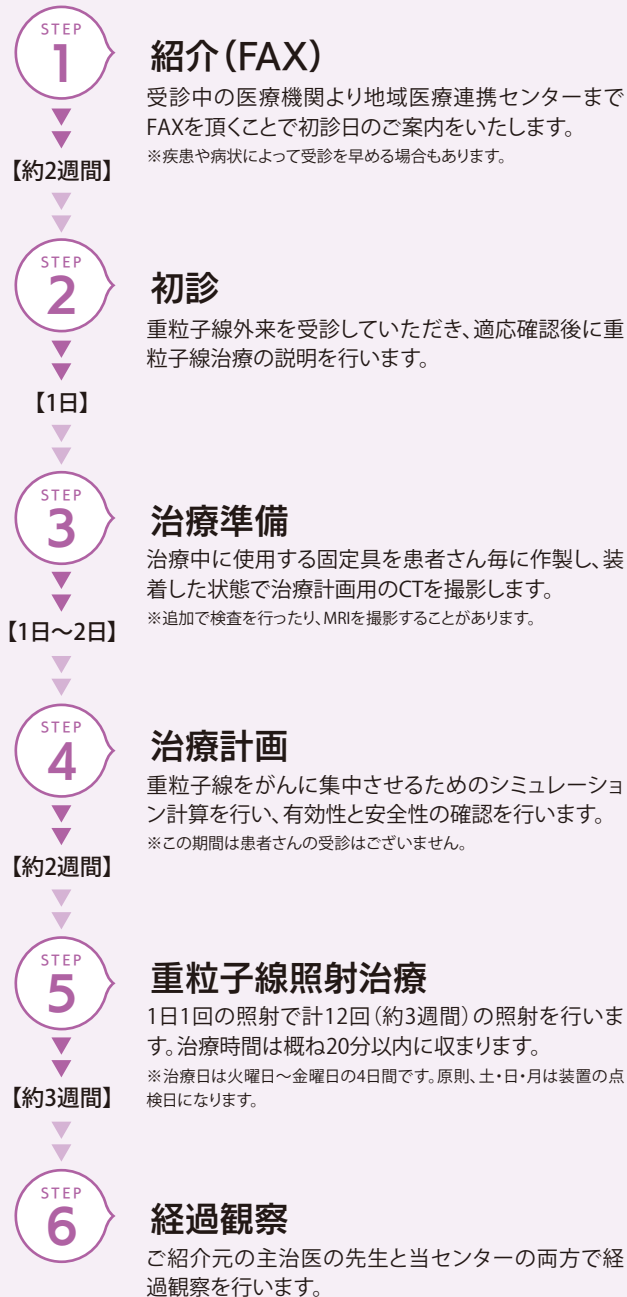 STEP
1
紹介（FAX）
受診中の医療機関より地域医療連携センターまで
FAXを頂くことで初診日のご案内をいたします。
※疾患や病状によって受診を早める場合もあります。
【約2週間】
STEP
2
初診
重粒子線外来を受診していただき、適応確認後に重
粒子線治療の説明を行います。
【1日】
STEP
3
治療準備
治療中に使用する固定具を患者さん毎に作製し、装
着した状態で治療計画用のCTを撮影します。
※追加で検査を行ったり、MRIを撮影することがあります。
【1日～2日】
STEP
4
治療計画
重粒子線をがんに集中させるためのシミュレーショ
ン計算を行い、有効性と安全性の確認を行います。
※この期間は患者さんの受診はございません。
【約2週間】
STEP
5
重粒子線照射治療
1日1回の照射で計12回（約3週間）の照射を行いま
す。治療時間は概ね20分以内に収まります。
※治療日は火曜日～金曜日の4日間です。原則、土・日・月は装置の点
検日になります。
【約3週間】
STEP
6
経過観察
ご紹介元の主治医の先生と当センターの両方で経
過観察を行います。